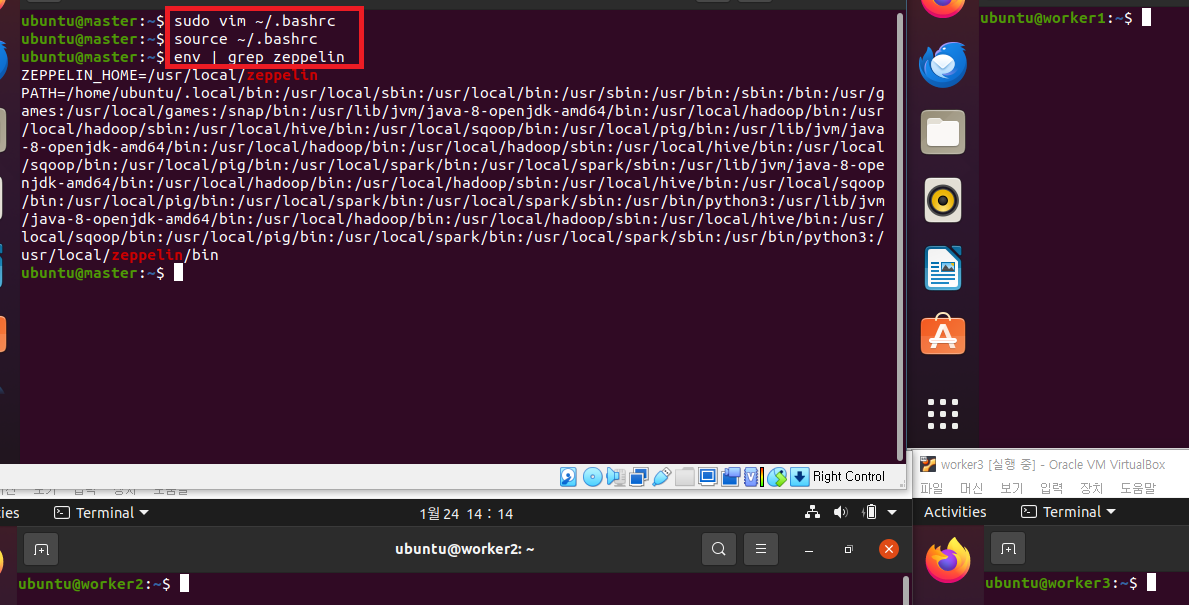 ubuntu@master:~$ sudo vim ~/.bashrc
ubuntu@master:~$ source ~/.bashrc
ubuntu@master:~$ env | grep zeppelin
ZEPPELIN_HOME=/usr/local/zeppelin
PATH=/home/ubuntu/.local/bin:/usr/local/sbin:/usr/local/bin:/usr/sbin:/usr/bin:/sbin:/bin:/usr/g
ames:/usr/local/games:/snap/bin:/usr/lib/jvm/java-8-openjdk-amd64/bin:/usr/local/hadoop/bin:/usr
/local/hadoop/sbin:/usr/local/hive/bin:/usr/local/sqoop/bin:/usr/local/pig/bin:/usr/lib/jvm/java
-8-openjdk-amd64/bin:/usr/local/hadoop/bin:/usr/local/hadoop/sbin:/usr/local/hive/bin:/usr/local
/sqoop/bin:/usr/local/pig/bin:/usr/local/spark/bin:/usr/local/spark/sbin:/usr/lib/jvm/java-8-ope
njdk-amd64/bin:/usr/local/hadoop/bin:/usr/local/hadoop/sbin:/usr/local/hive/bin:/usr/local/sqoop
/bin:/usr/local/pig/bin:/usr/local/spark/bin:/usr/local/spark/sbin:/usr/bin/python3:/usr/lib/jvm
/java-8-openjdk-amd64/bin:/usr/local/hadoop/bin:/usr/local/hadoop/sbin:/usr/local/hive/bin:/usr/
local/sqoop/bin:/usr/local/pig/bin:/usr/local/spark/bin:/usr/local/spark/sbin:/usr/bin/python3:/
usr/local/zeppelin/bin
ubuntu@master:~$
ubuntu@worker1:~$
Right Control
worker3 [실행 중] - Oracle VM VirtualBox
파일 머신 보기 입력 장치 도움말
ies Terminal 1월 24 14 : 14
Activities Terminal
ubuntu@worker2: ~
ubuntu@worker2:~$
ubuntu@worker3:~$